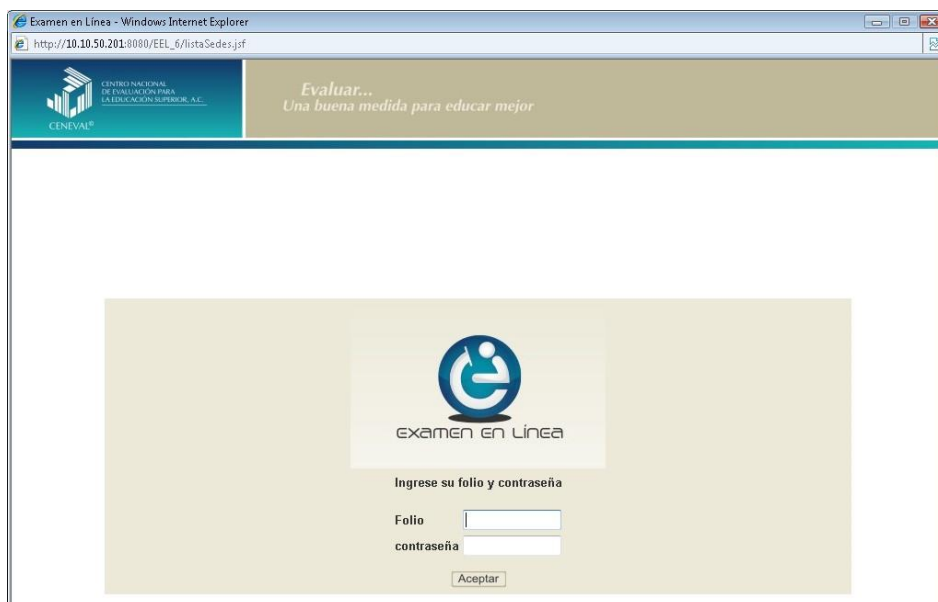 Examen en Línea - Windows Internet Explorer
http://10.10.50.201:8080/EEL_6/listaSedes.jsf
CENTRO NACIONAL
DE EVALUACIÓN PARA
LA EDUCACIÓN SUPERIOR, A.C.
CENEVAL®
Evaluar...
Una buena medida para educar mejor
examen en Línea
Ingrese su folio y contraseña
Folio
contraseña
Aceptar